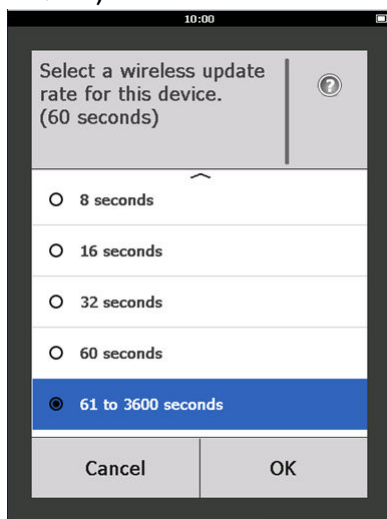 10:00
Select a wireless update
rate for this device.
(60 seconds)
?
8 seconds
16 seconds
32 seconds
60 seconds
61 to 3600 seconds
Cancel
OK